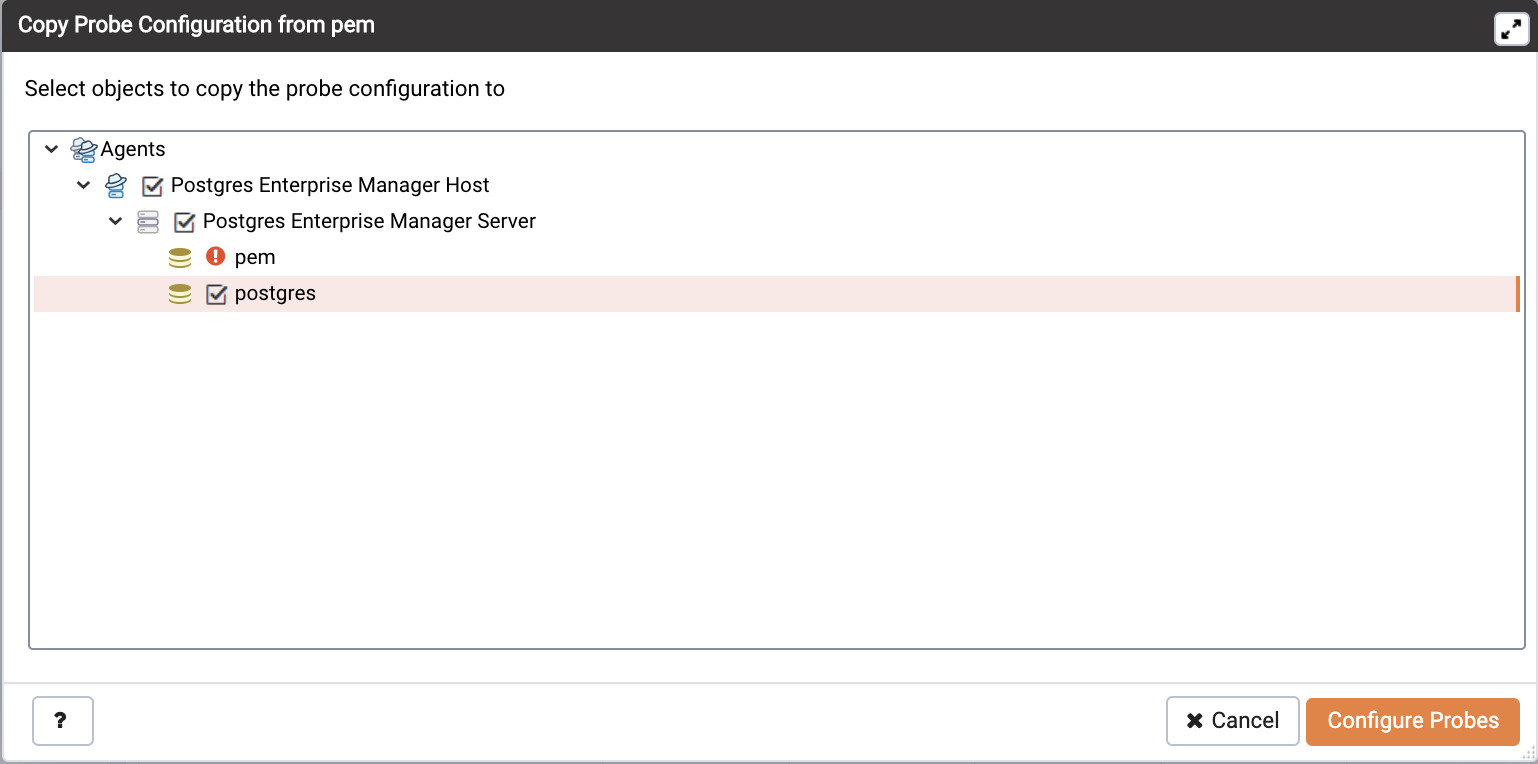 Copy Probe Configuration from pem
Select objects to copy the probe configuration to
Agents
Postgres Enterprise Manager Host
Postgres Enterprise Manager Server
pem
postgres
?
Cancel
Configure Probes